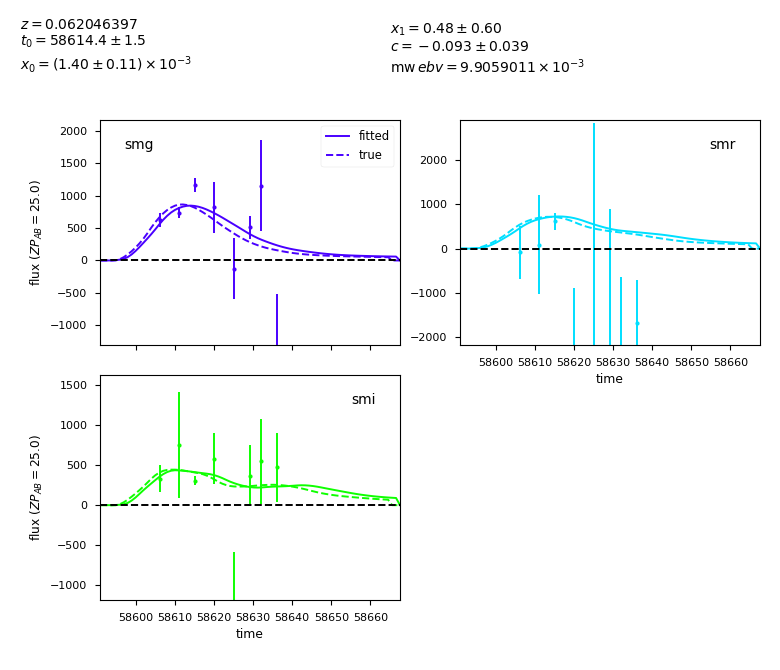 z = 0.062046397
t₀ = 58614.4 ± 1.5
x₀ = (1.40 ± 0.11) × 10⁻³
x₁ = 0.48 ± 0.60
c = −0.093 ± 0.039
mw ebv = 9.9059011 × 10⁻³
smg
fitted
true
2000
1500
1000
500
0
−500
−1000
flux (ZP_AB = 25.0)
smr
2000
1000
0
−1000
−2000
58600 58610 58620 58630 58640 58650 58660
time
smi
1500
1000
500
0
−500
−1000
flux (ZP_AB = 25.0)
58600 58610 58620 58630 58640 58650 58660
time